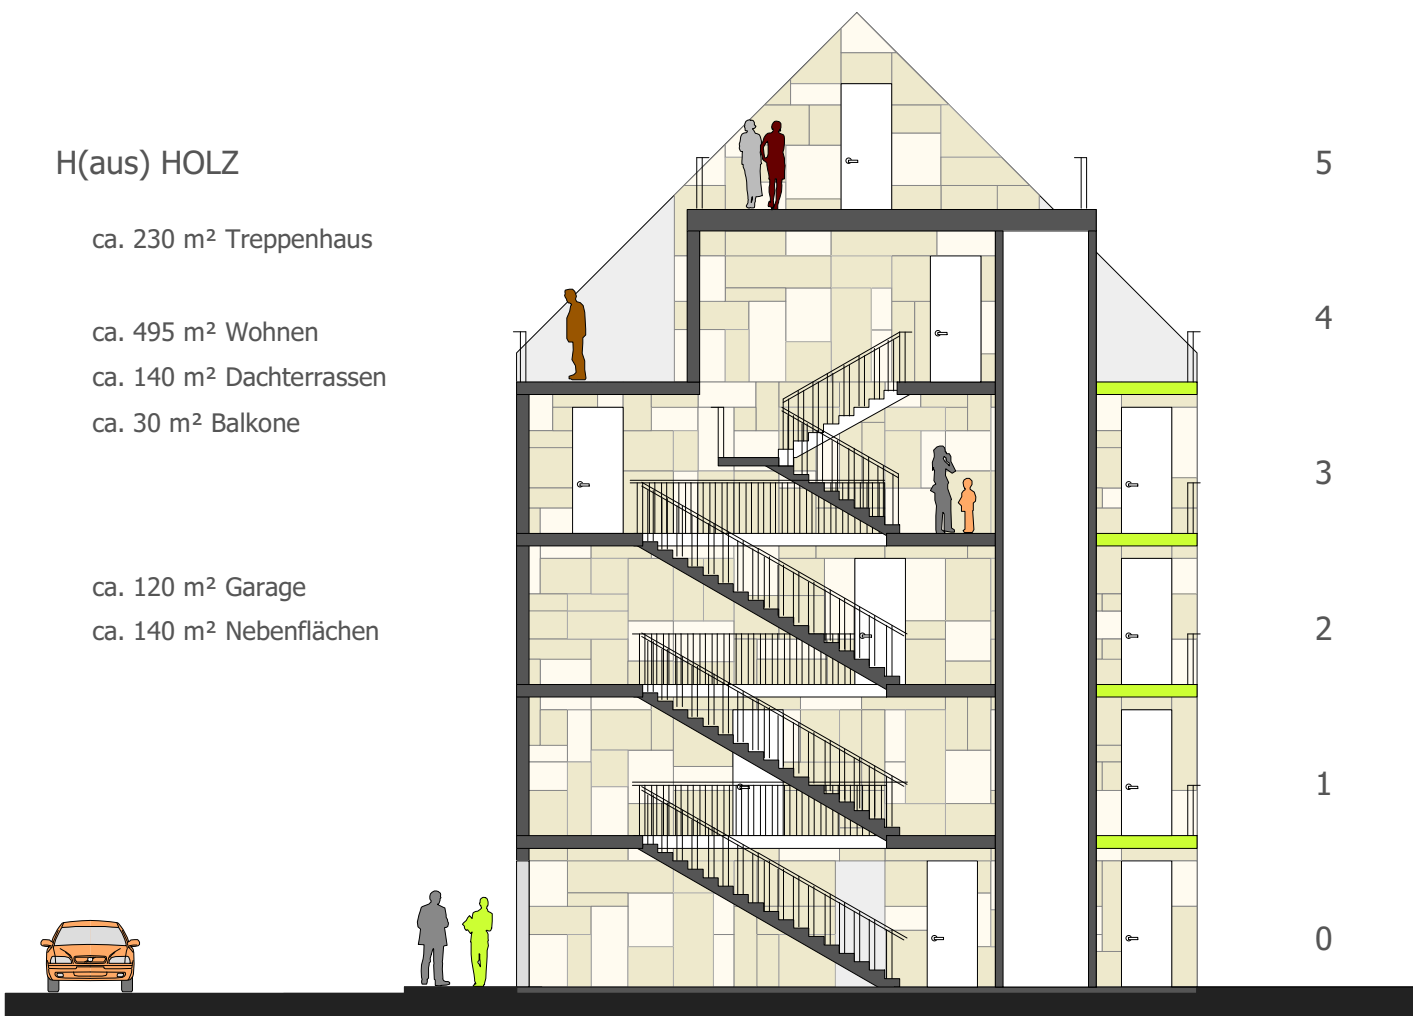 H(aus) HOLZ
ca. 230 m² Treppenhaus
ca. 495 m² Wohnen
ca. 140 m² Dachterrassen
ca. 30 m² Balkone
ca. 120 m² Garage
ca. 140 m² Nebenflächen
5
4
3
2
1
0